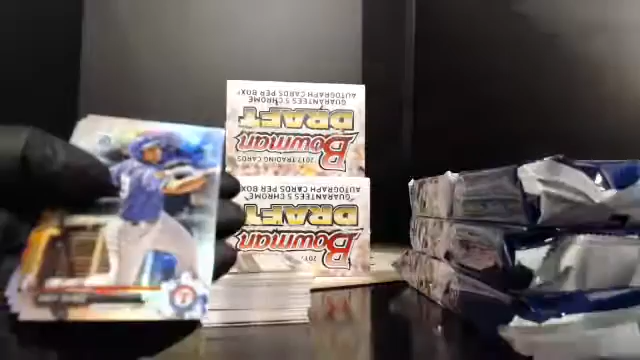 GUARANTEES 5 CHROME
AUTOGRAPH CARDS PER BOX!
Bowman
DRAFT
2017 TRADING CARDS
GUARANTEES 5 CHROME
AUTOGRAPH CARDS PER BOX!
Bowman
DRAFT